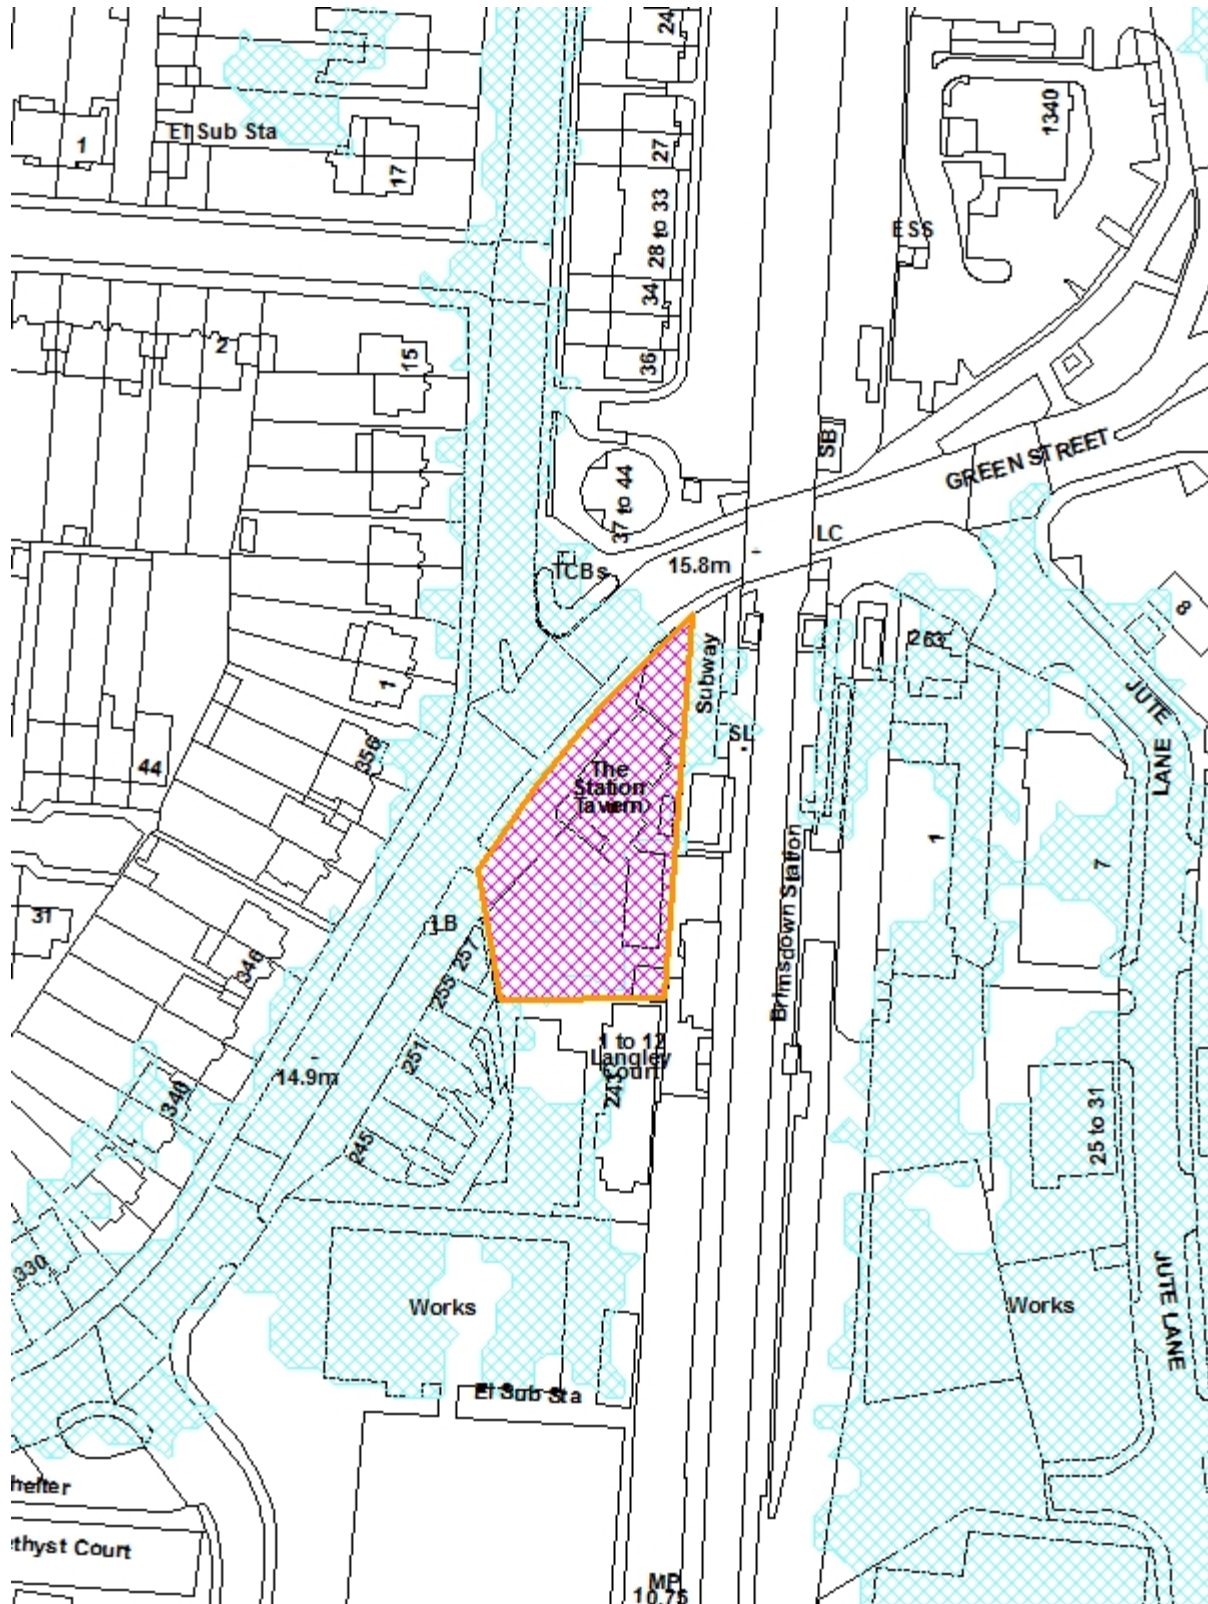 24
1
El Sub Sta
17
1340
27
28 to 33
ESS
34
2
15
36
SB
GREEN STREET
37 to 44
LC
15.8m
TCBs
8
263
Subway
1
JUTE
LANE
SL
356
44
The
Station
Tavern
1
7
31
LB
257
346
255
Brimsdown Station
251
1 to 12
Langley
Court
243
14.9m
340
245
25 to 31
330
Works
Works
JUTE LANE
El Sub Sta
helter
thyst Court
MP
10.75